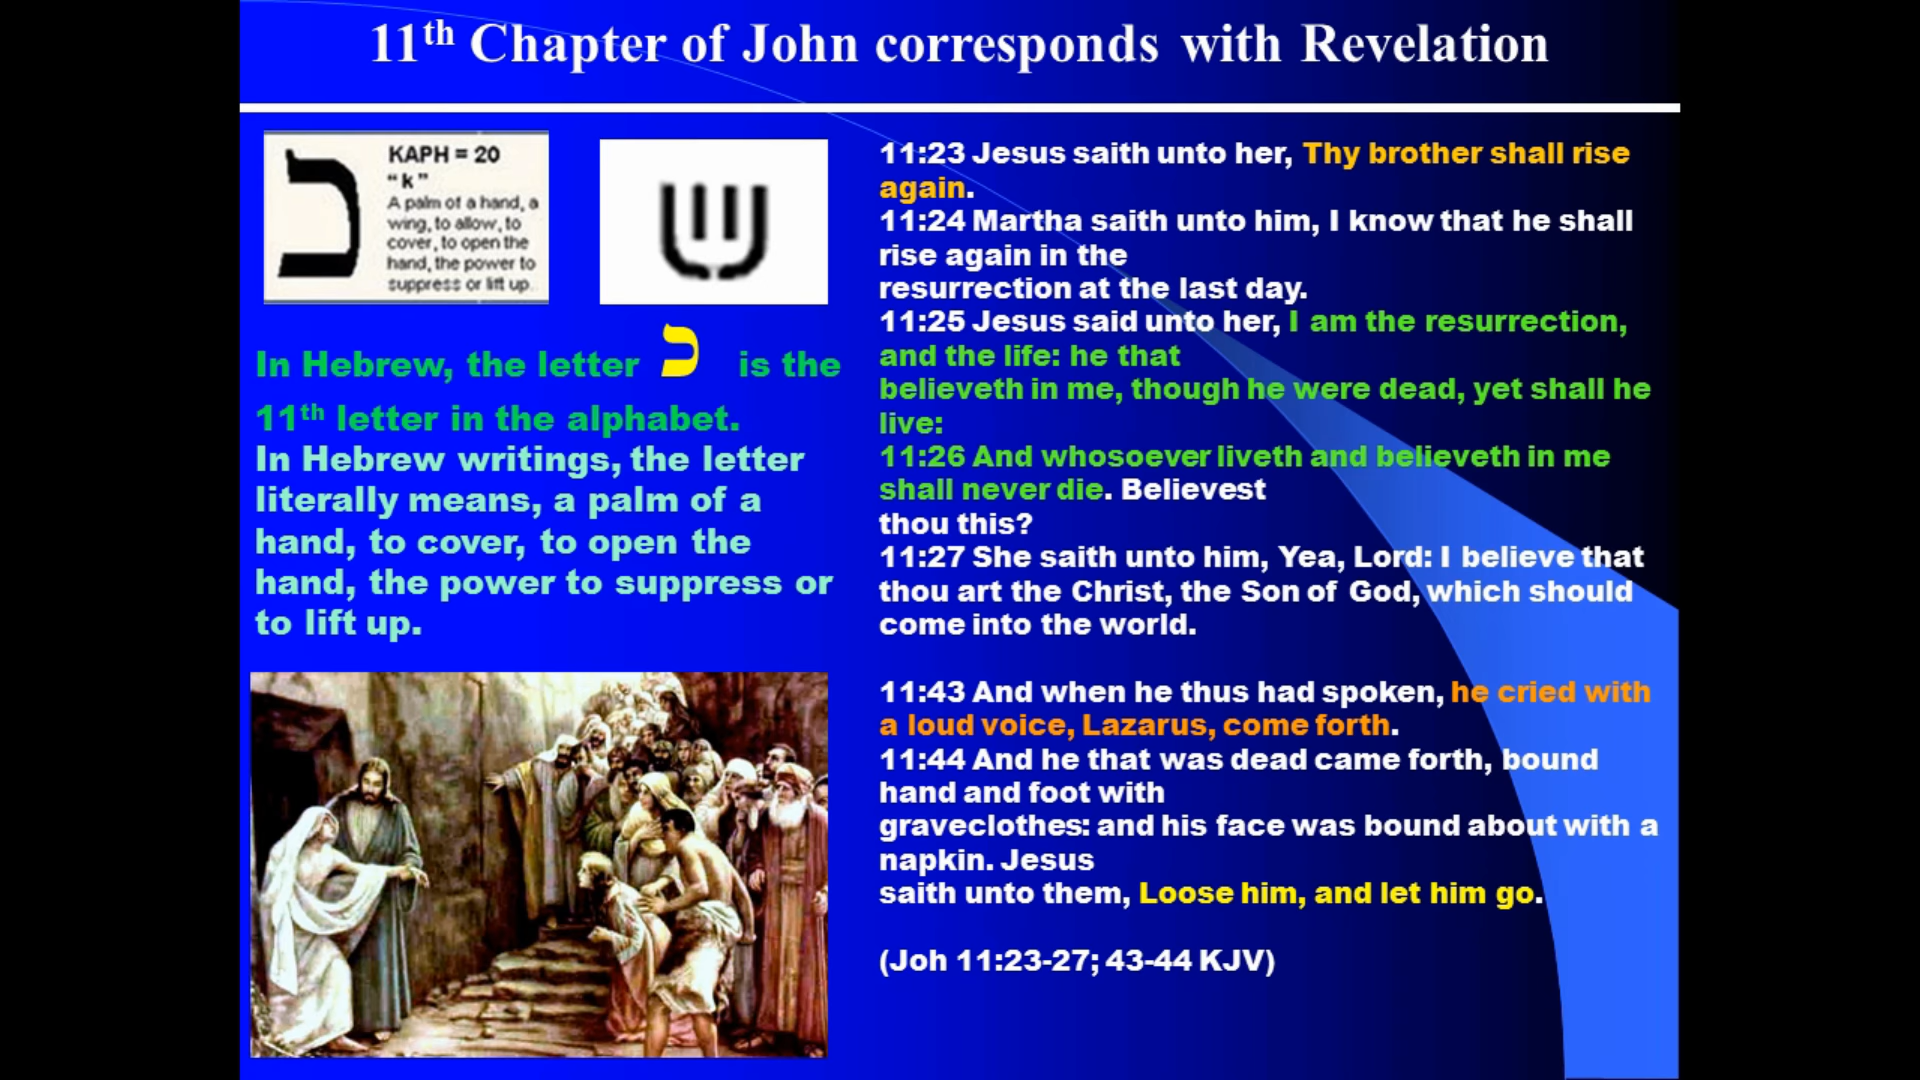 11th Chapter of John corresponds with Revelation
כ
KAPH = 20
"k"
A palm of a hand, a
wing, to allow, to
cover, to open the
hand, the power to
suppress or lift up.
In Hebrew, the letter כ is the
11th letter in the alphabet.
In Hebrew writings, the letter
literally means, a palm of a
hand, to cover, to open the
hand, the power to suppress or
to lift up.
11:23 Jesus saith unto her, Thy brother shall rise
again.
11:24 Martha saith unto him, I know that he shall
rise again in the
resurrection at the last day.
11:25 Jesus said unto her, I am the resurrection,
and the life: he that
believeth in me, though he were dead, yet shall he
live:
11:26 And whosoever liveth and believeth in me
shall never die. Believest
thou this?
11:27 She saith unto him, Yea, Lord: I believe that
thou art the Christ, the Son of God, which should
come into the world.
11:43 And when he thus had spoken, he cried with
a loud voice, Lazarus, come forth.
11:44 And he that was dead came forth, bound
hand and foot with
graveclothes: and his face was bound about with a
napkin. Jesus
saith unto them, Loose him, and let him go.
(Joh 11:23-27; 43-44 KJV)